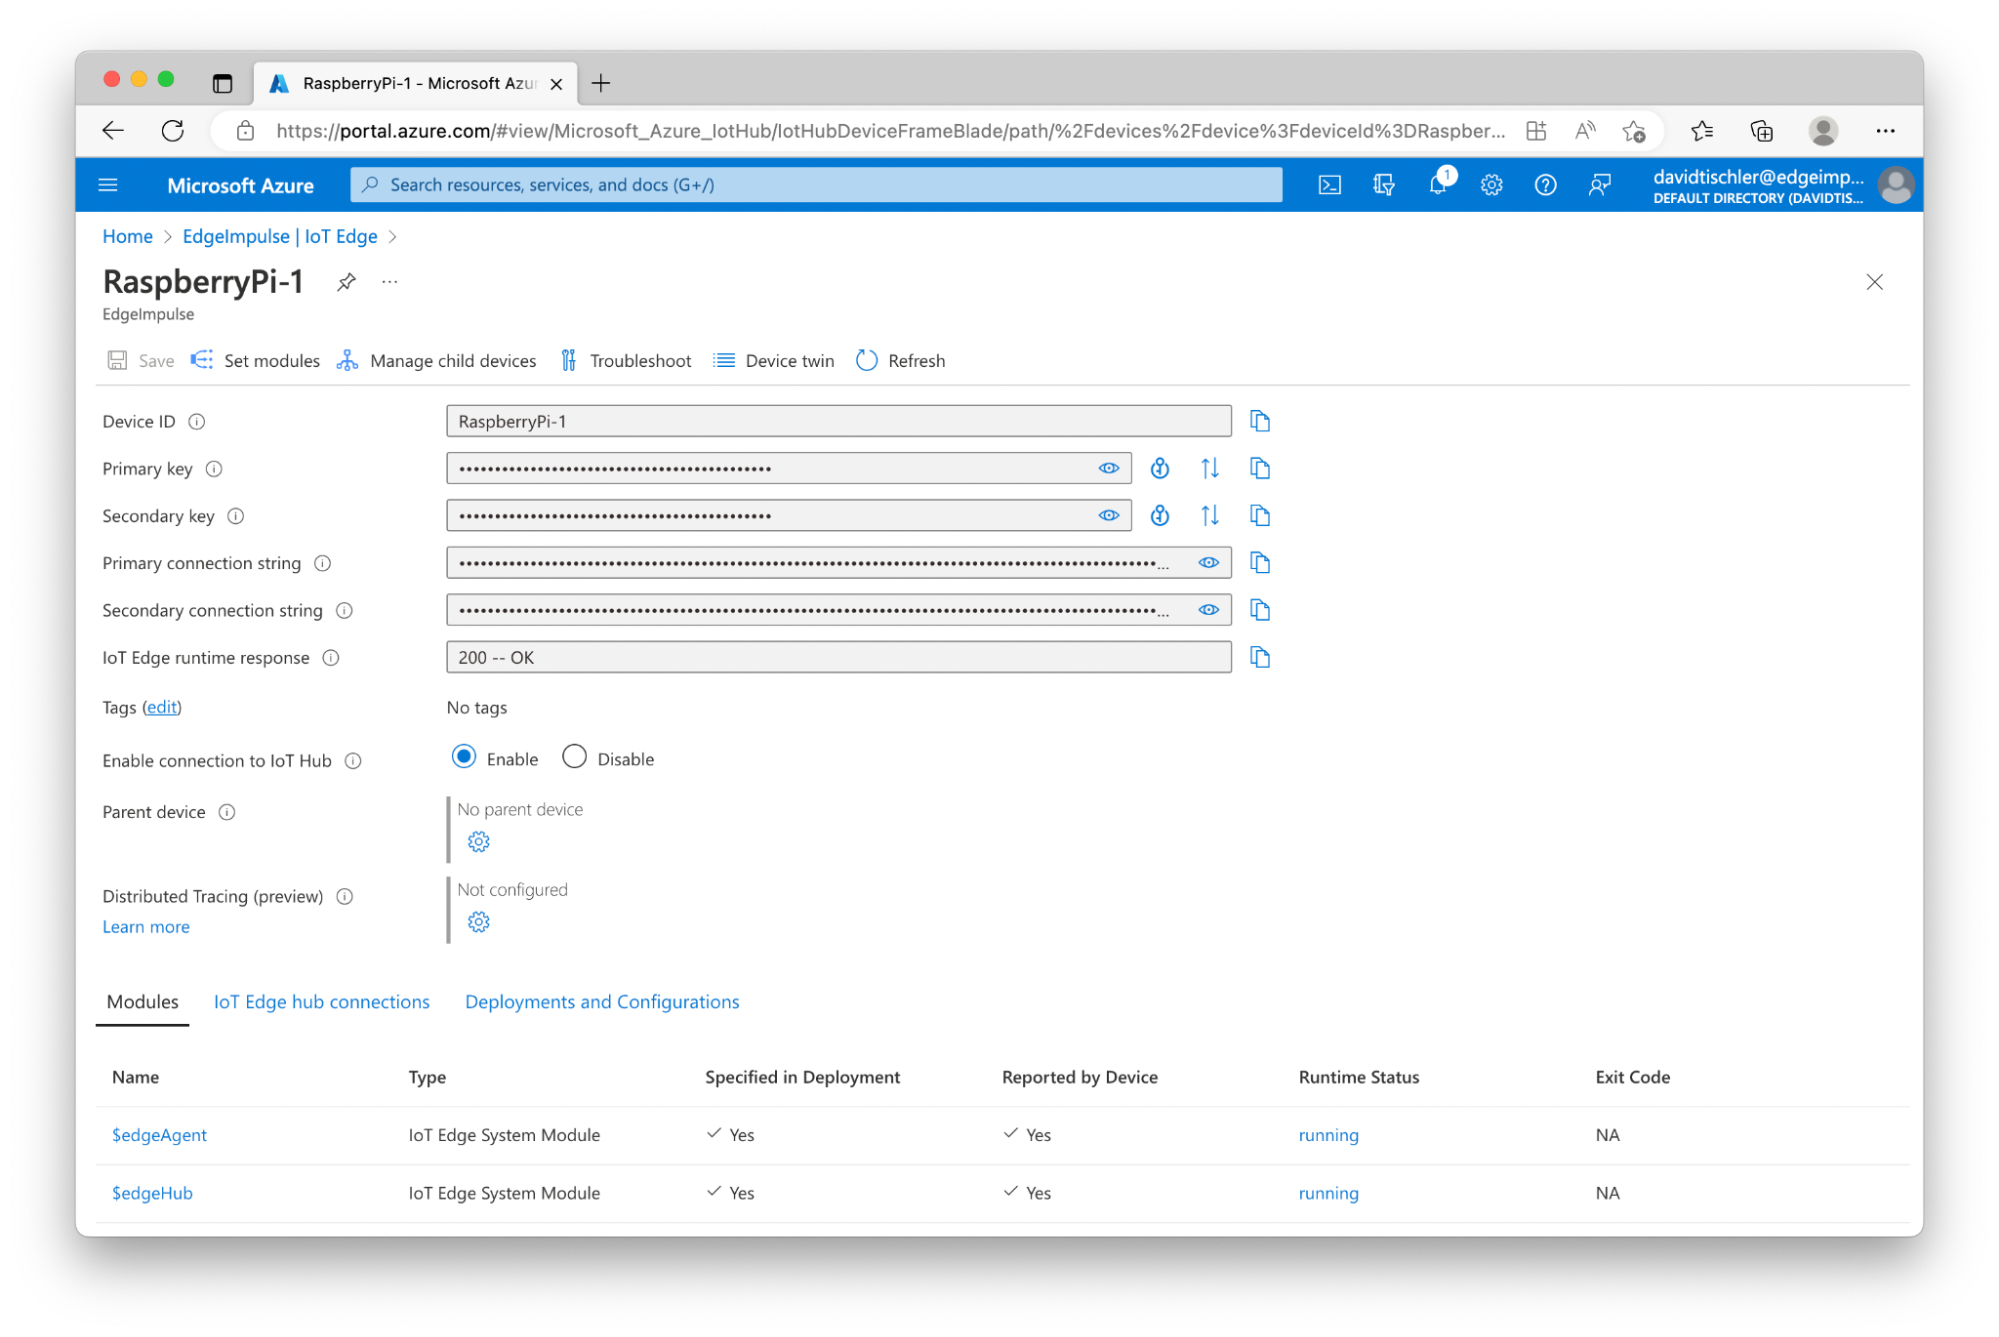 RaspberryPi-1 - Microsoft Azu
https://portal.azure.com/#view/Microsoft_Azure_IotHub/IotHubDeviceFrameBlade/path/%2Fdevices%2Fdevice%3FdeviceId%3DRaspber...
Microsoft Azure
Search resources, services, and docs (G+/)
1
davidtischler@edgeimp...
DEFAULT DIRECTORY (DAVIDTIS...
Home > EdgeImpulse | IoT Edge >
RaspberryPi-1
EdgeImpulse
Save Set modules Manage child devices Troubleshoot Device twin Refresh
Device ID RaspberryPi-1
Primary key
Secondary key
Primary connection string
Secondary connection string
IoT Edge runtime response 200 -- OK
Tags (edit) No tags
Enable connection to IoT Hub Enable Disable
Parent device No parent device
Distributed Tracing (preview) Not configured
Learn more
Modules IoT Edge hub connections Deployments and Configurations
Name Type Specified in Deployment Reported by Device Runtime Status Exit Code
$edgeAgent IoT Edge System Module Yes Yes running NA
$edgeHub IoT Edge System Module Yes Yes running NA